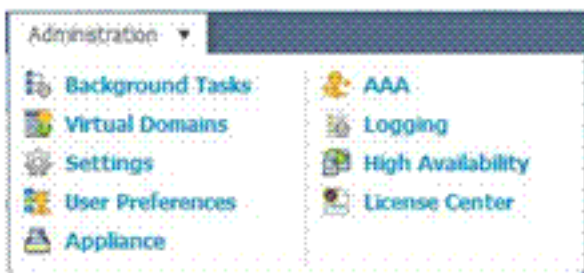 Administration
Background Tasks
Virtual Domains
Settings
User Preferences
Appliance
AAA
Logging
High Availability
License Center